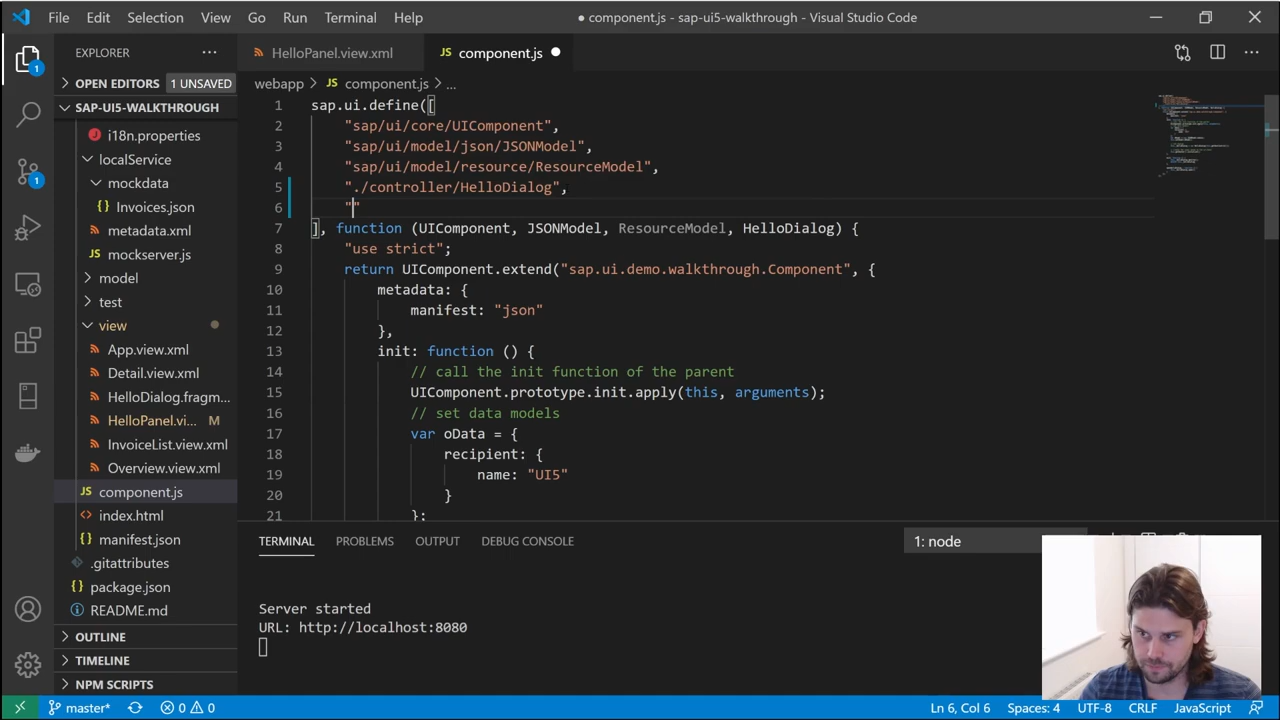 File Edit Selection View Go Run Terminal Help
● component.js - sap-ui5-walkthrough - Visual Studio Code
EXPLORER ...
OPEN EDITORS 1 UNSAVED
SAP-UI5-WALKTHROUGH
i18n.properties
localService
mockdata
Invoices.json
metadata.xml
mockserver.js
model
test
view
App.view.xml
Detail.view.xml
HelloDialog.fragm...
HelloPanel.vi... M
InvoiceList.view.xml
Overview.view.xml
JS component.js
index.html
manifest.json
.gitattributes
package.json
README.md
OUTLINE
TIMELINE
NPM SCRIPTS
1
1
HelloPanel.view.xml JS component.js ●
webapp > JS component.js > ...
1 sap.ui.define([
2 "sap/ui/core/UIComponent",
3 "sap/ui/model/json/JSONModel",
4 "sap/ui/model/resource/ResourceModel",
5 "./controller/HelloDialog",
6 ""
7 ], function (UIComponent, JSONModel, ResourceModel, HelloDialog) {
8 "use strict";
9 return UIComponent.extend("sap.ui.demo.walkthrough.Component", {
10 metadata: {
11 manifest: "json"
12 },
13 init: function () {
14 // call the init function of the parent
15 UIComponent.prototype.init.apply(this, arguments);
16 // set data models
17 var oData = {
18 recipient: {
19 name: "UI5"
20 }
21 };
TERMINAL PROBLEMS OUTPUT DEBUG CONSOLE 1: node
Server started
URL: http://localhost:8080
master* 0 0 Ln 6, Col 6 Spaces: 4 UTF-8 CRLF JavaScript